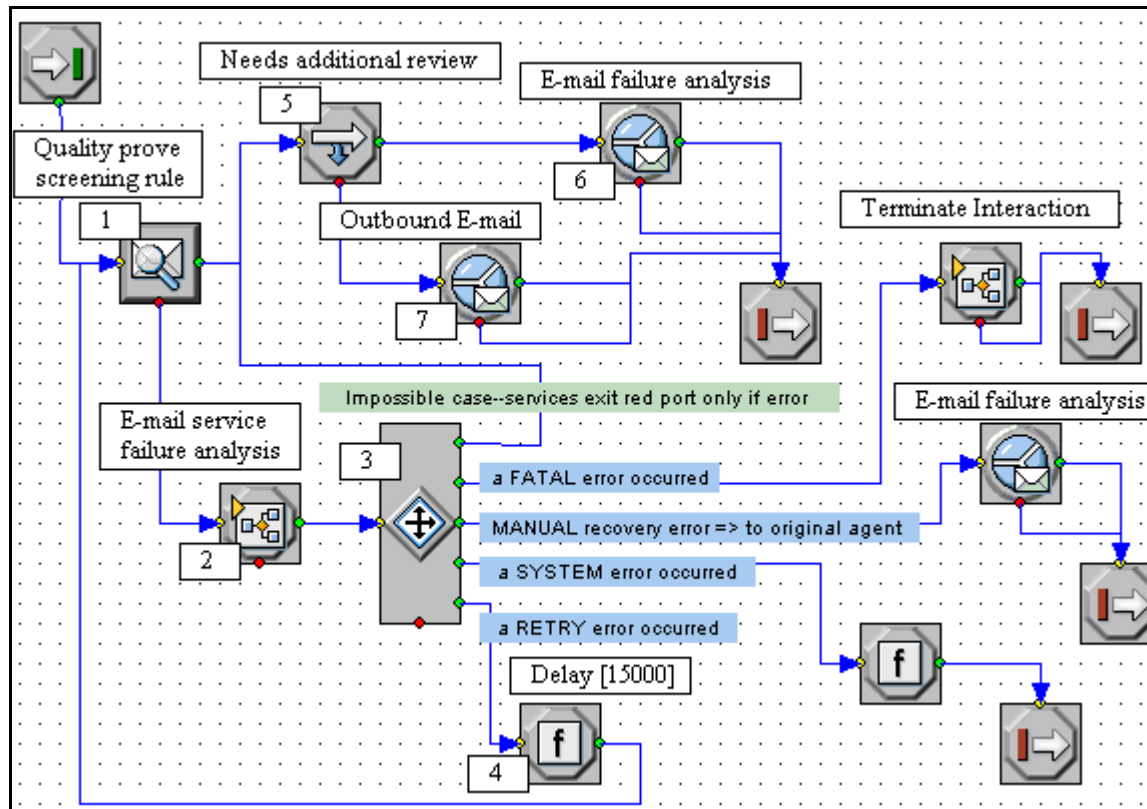 Needs additional review
E-mail failure analysis
5
Quality prove
screening rule
6
1
Outbound E-mail
Terminate Interaction
7
Impossible case--services exit red port only if error
E-mail failure analysis
E-mail service
failure analysis
3
a FATAL error occurred
MANUAL recovery error => to original agent
2
a SYSTEM error occurred
a RETRY error occurred
f
Delay [15000]
f
4